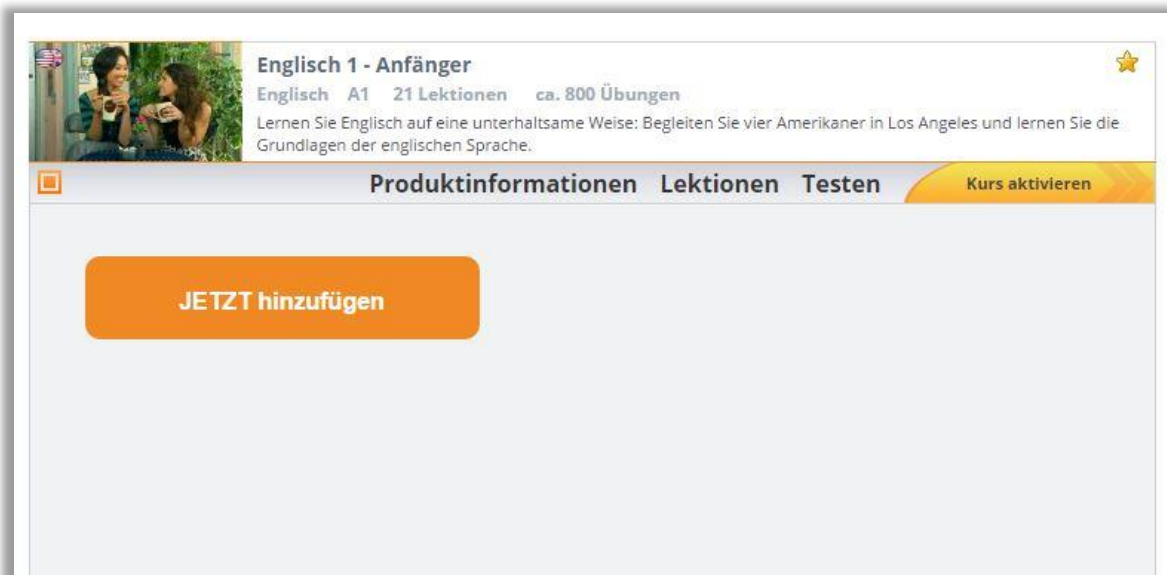 Englisch 1 - Anfänger
Englisch A1 21 Lektionen ca. 800 Übungen
Lernen Sie Englisch auf eine unterhaltsame Weise: Begleiten Sie vier Amerikaner in Los Angeles und lernen Sie die
Grundlagen der englischen Sprache.
Produktinformationen Lektionen Testen Kurs aktivieren
JETZT hinzufügen